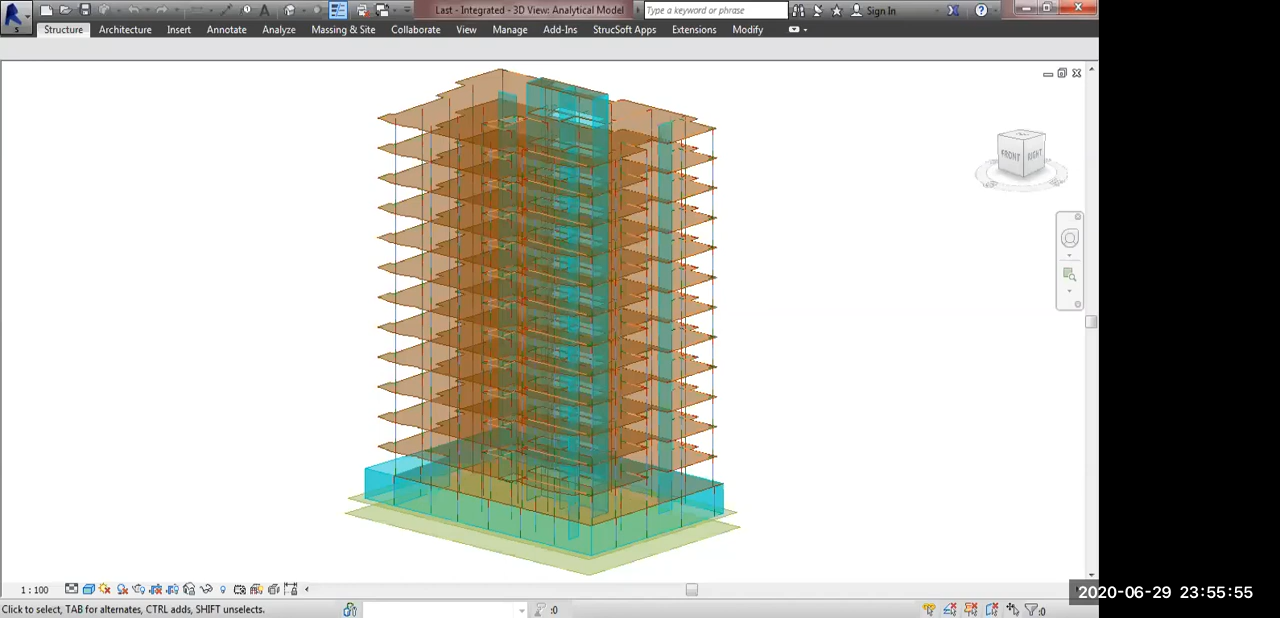 Last - Integrated - 3D View: Analytical Model
Type a keyword or phrase
Sign In
Structure Architecture Insert Annotate Analyze Massing & Site Collaborate View Manage Add-Ins StrucSoft Apps Extensions Modify
FRONT RIGHT
1 : 100
2020-06-29 23:55:55
Click to select, TAB for alternates, CTRL adds, SHIFT unselects.
:0
:0